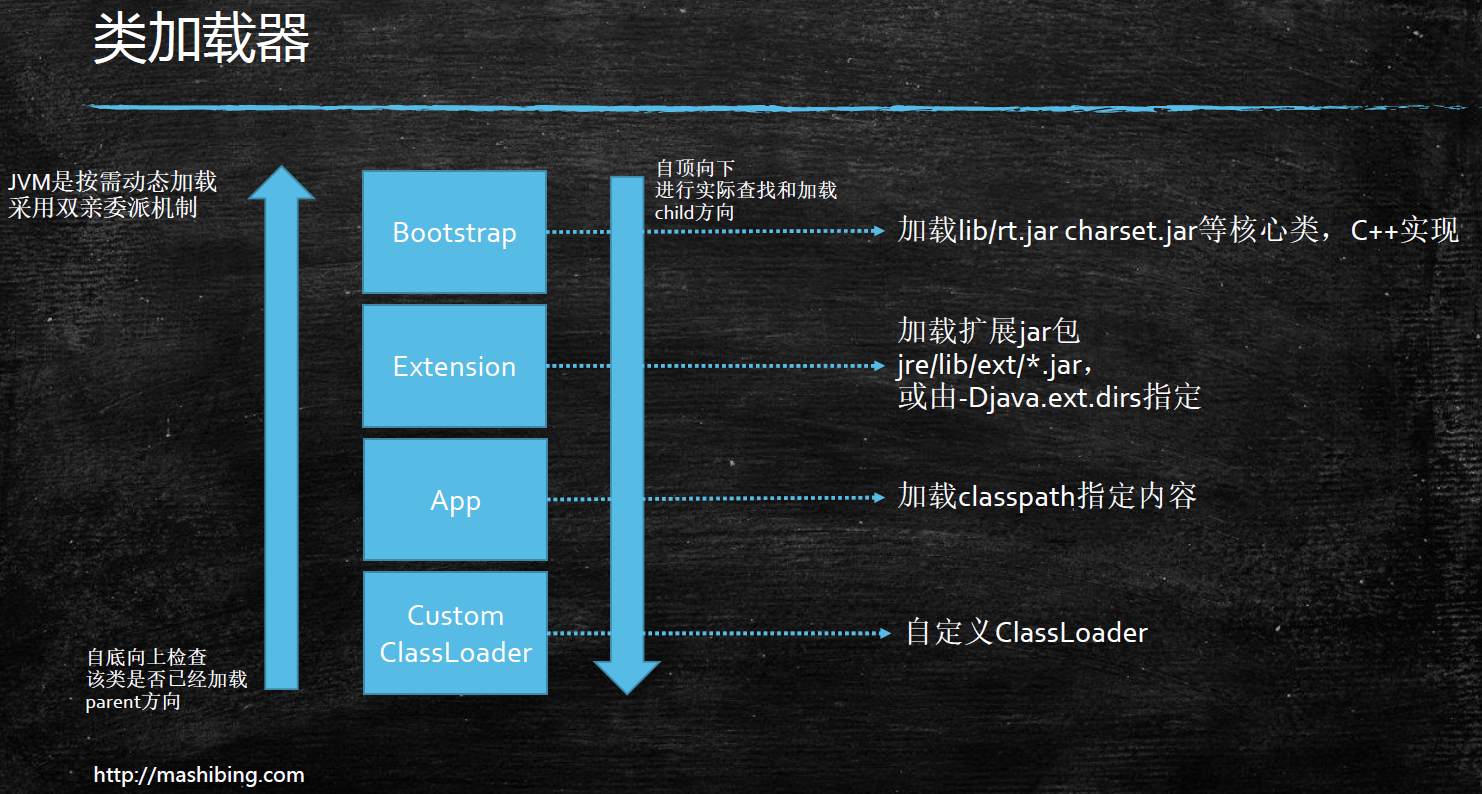 类加载器
JVM是按需动态加载
采用双亲委派机制
自顶向下
进行实际查找和加载
child方向
Bootstrap
加载lib/rt.jar charset.jar等核心类，C++实现
Extension
加载扩展jar包
jre/lib/ext/*.jar，
或由-Djava.ext.dirs指定
App
加载classpath指定内容
Custom
ClassLoader
自定义ClassLoader
自底向上检查
该类是否已经加载
parent方向
http://mashibing.com